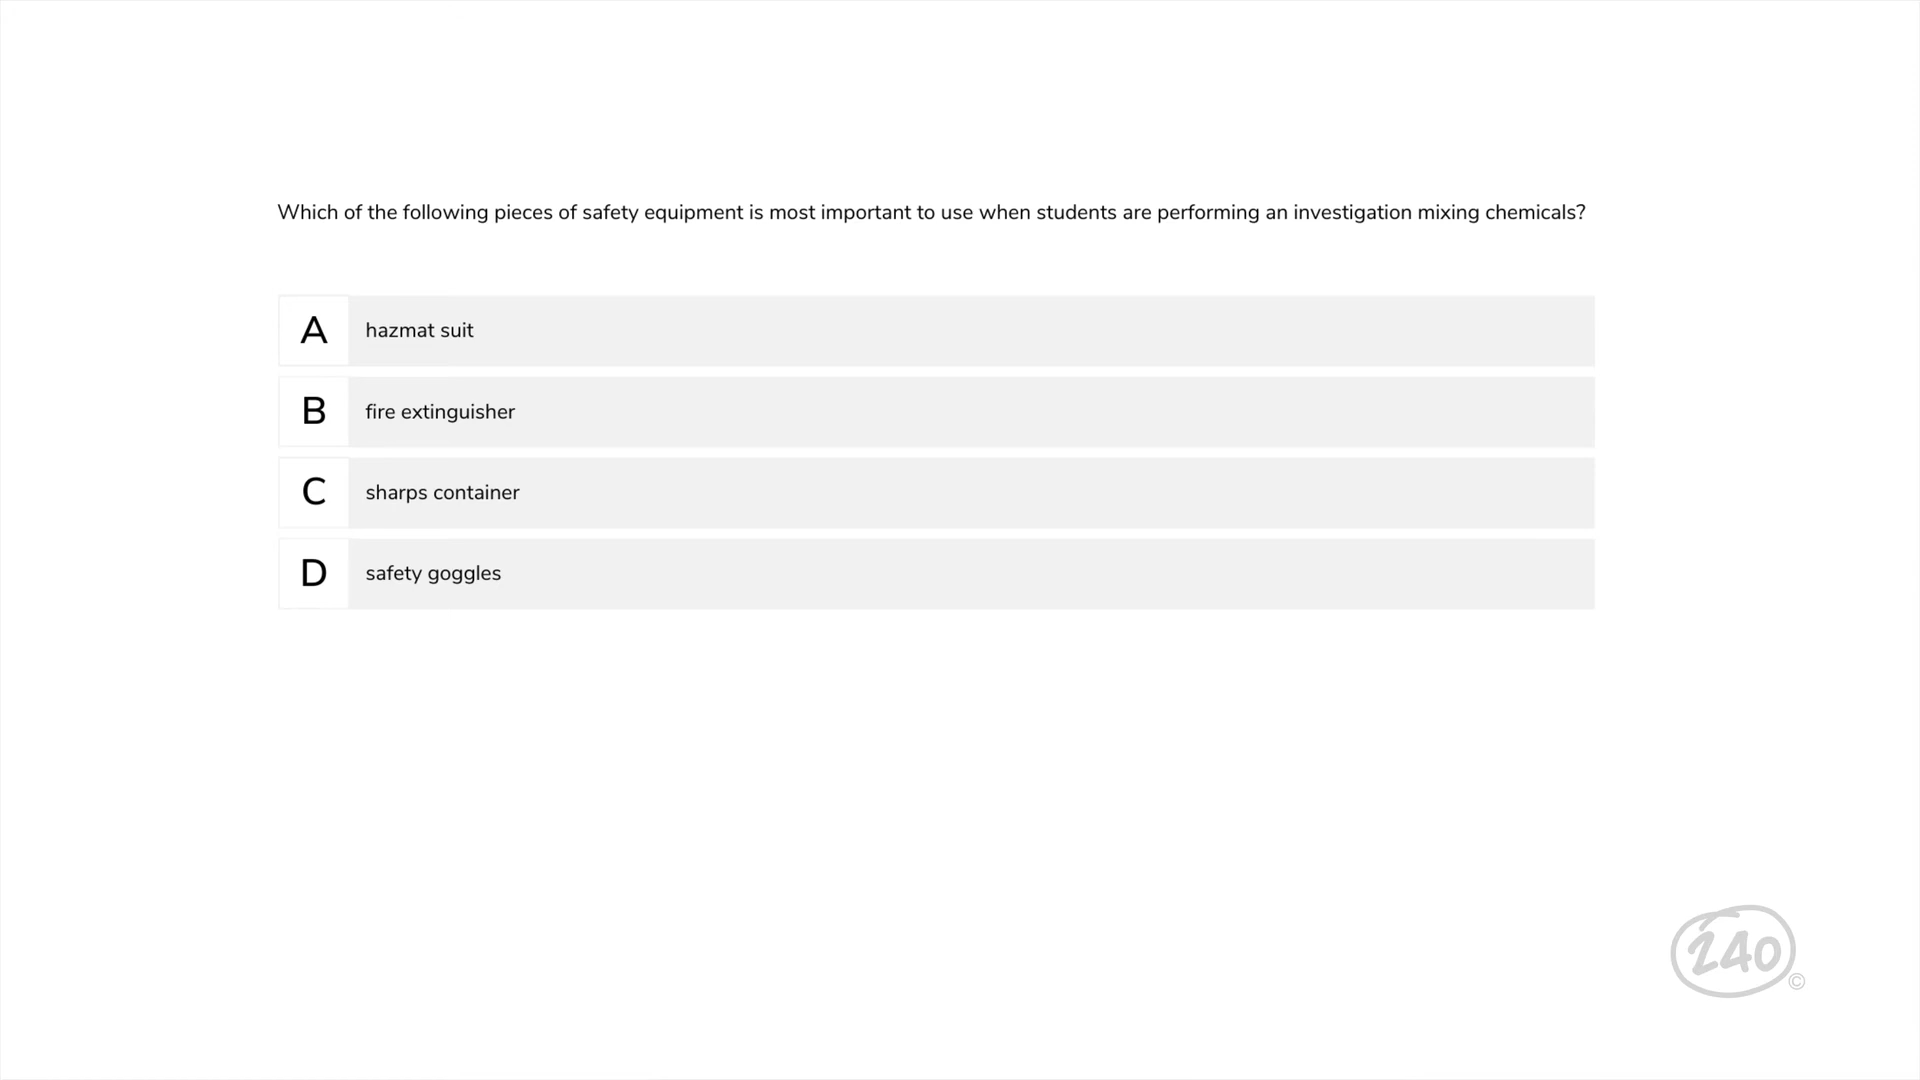 Which of the following pieces of safety equipment is most important to use when students are performing an investigation mixing chemicals?
A hazmat suit
B fire extinguisher
C sharps container
D safety goggles
240 ©